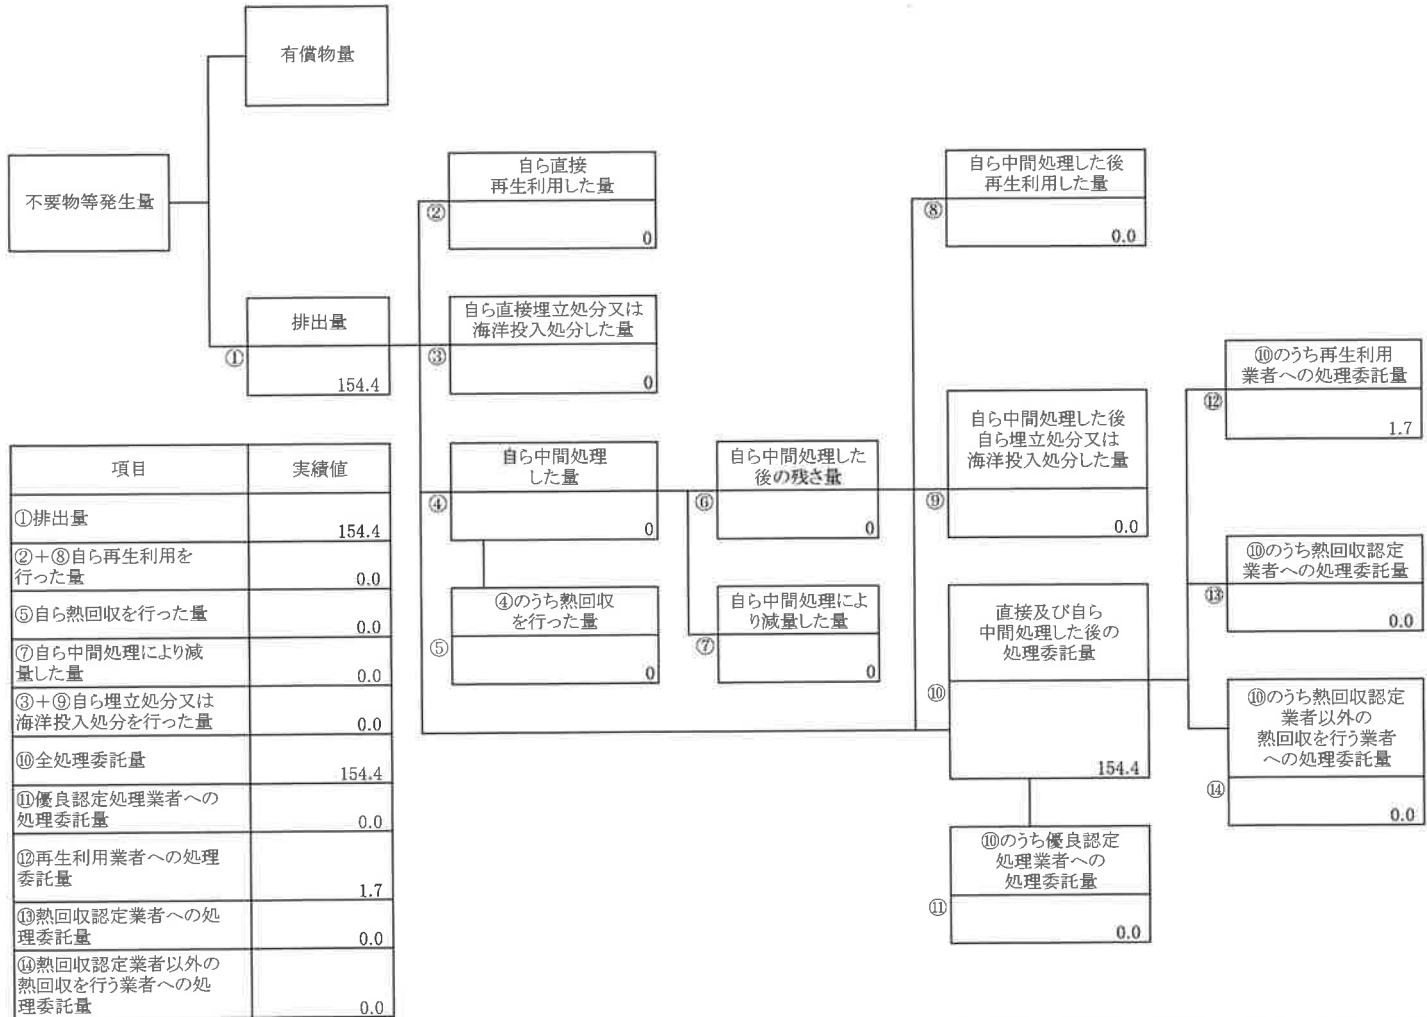 有償物量
不要物等発生量
排出量
①
154.4
自ら直接
再生利用した量
②
0
自ら直接埋立処分又は
海洋投入処分した量
③
0
自ら中間処理
した量
④
0
④のうち熱回収
を行った量
⑤
0
自ら中間処理した
後の残さ量
⑥
0
自ら中間処理によ
り減量した量
⑦
0
自ら中間処理した後
再生利用した量
⑧
0.0
自ら中間処理した後
自ら埋立処分又は
海洋投入処分した量
⑨
0.0
直接及び自ら
中間処理した後の
処理委託量
⑩
154.4
⑩のうち優良認定
処理業者への
処理委託量
⑪
0.0
⑩のうち再生利用
業者への処理委託量
⑫
1.7
⑩のうち熱回収認定
業者への処理委託量
⑬
0.0
⑩のうち熱回収認定
業者以外の
熱回収を行う業者
への処理委託量
⑭
0.0
項目 実績値
①排出量
154.4
②+⑧自ら再生利用を
行った量 0.0
⑤自ら熱回収を行った量
0.0
⑦自ら中間処理により減
量した量 0.0
③+⑨自ら埋立処分又は
海洋投入処分を行った量 0.0
⑩全処理委託量
154.4
⑪優良認定処理業者への
処理委託量 0.0
⑫再生利用業者への処理
委託量
1.7
⑬熱回収認定業者への処
理委託量 0.0
⑭熱回収認定業者以外の
熱回収を行う業者への処
理委託量 0.0